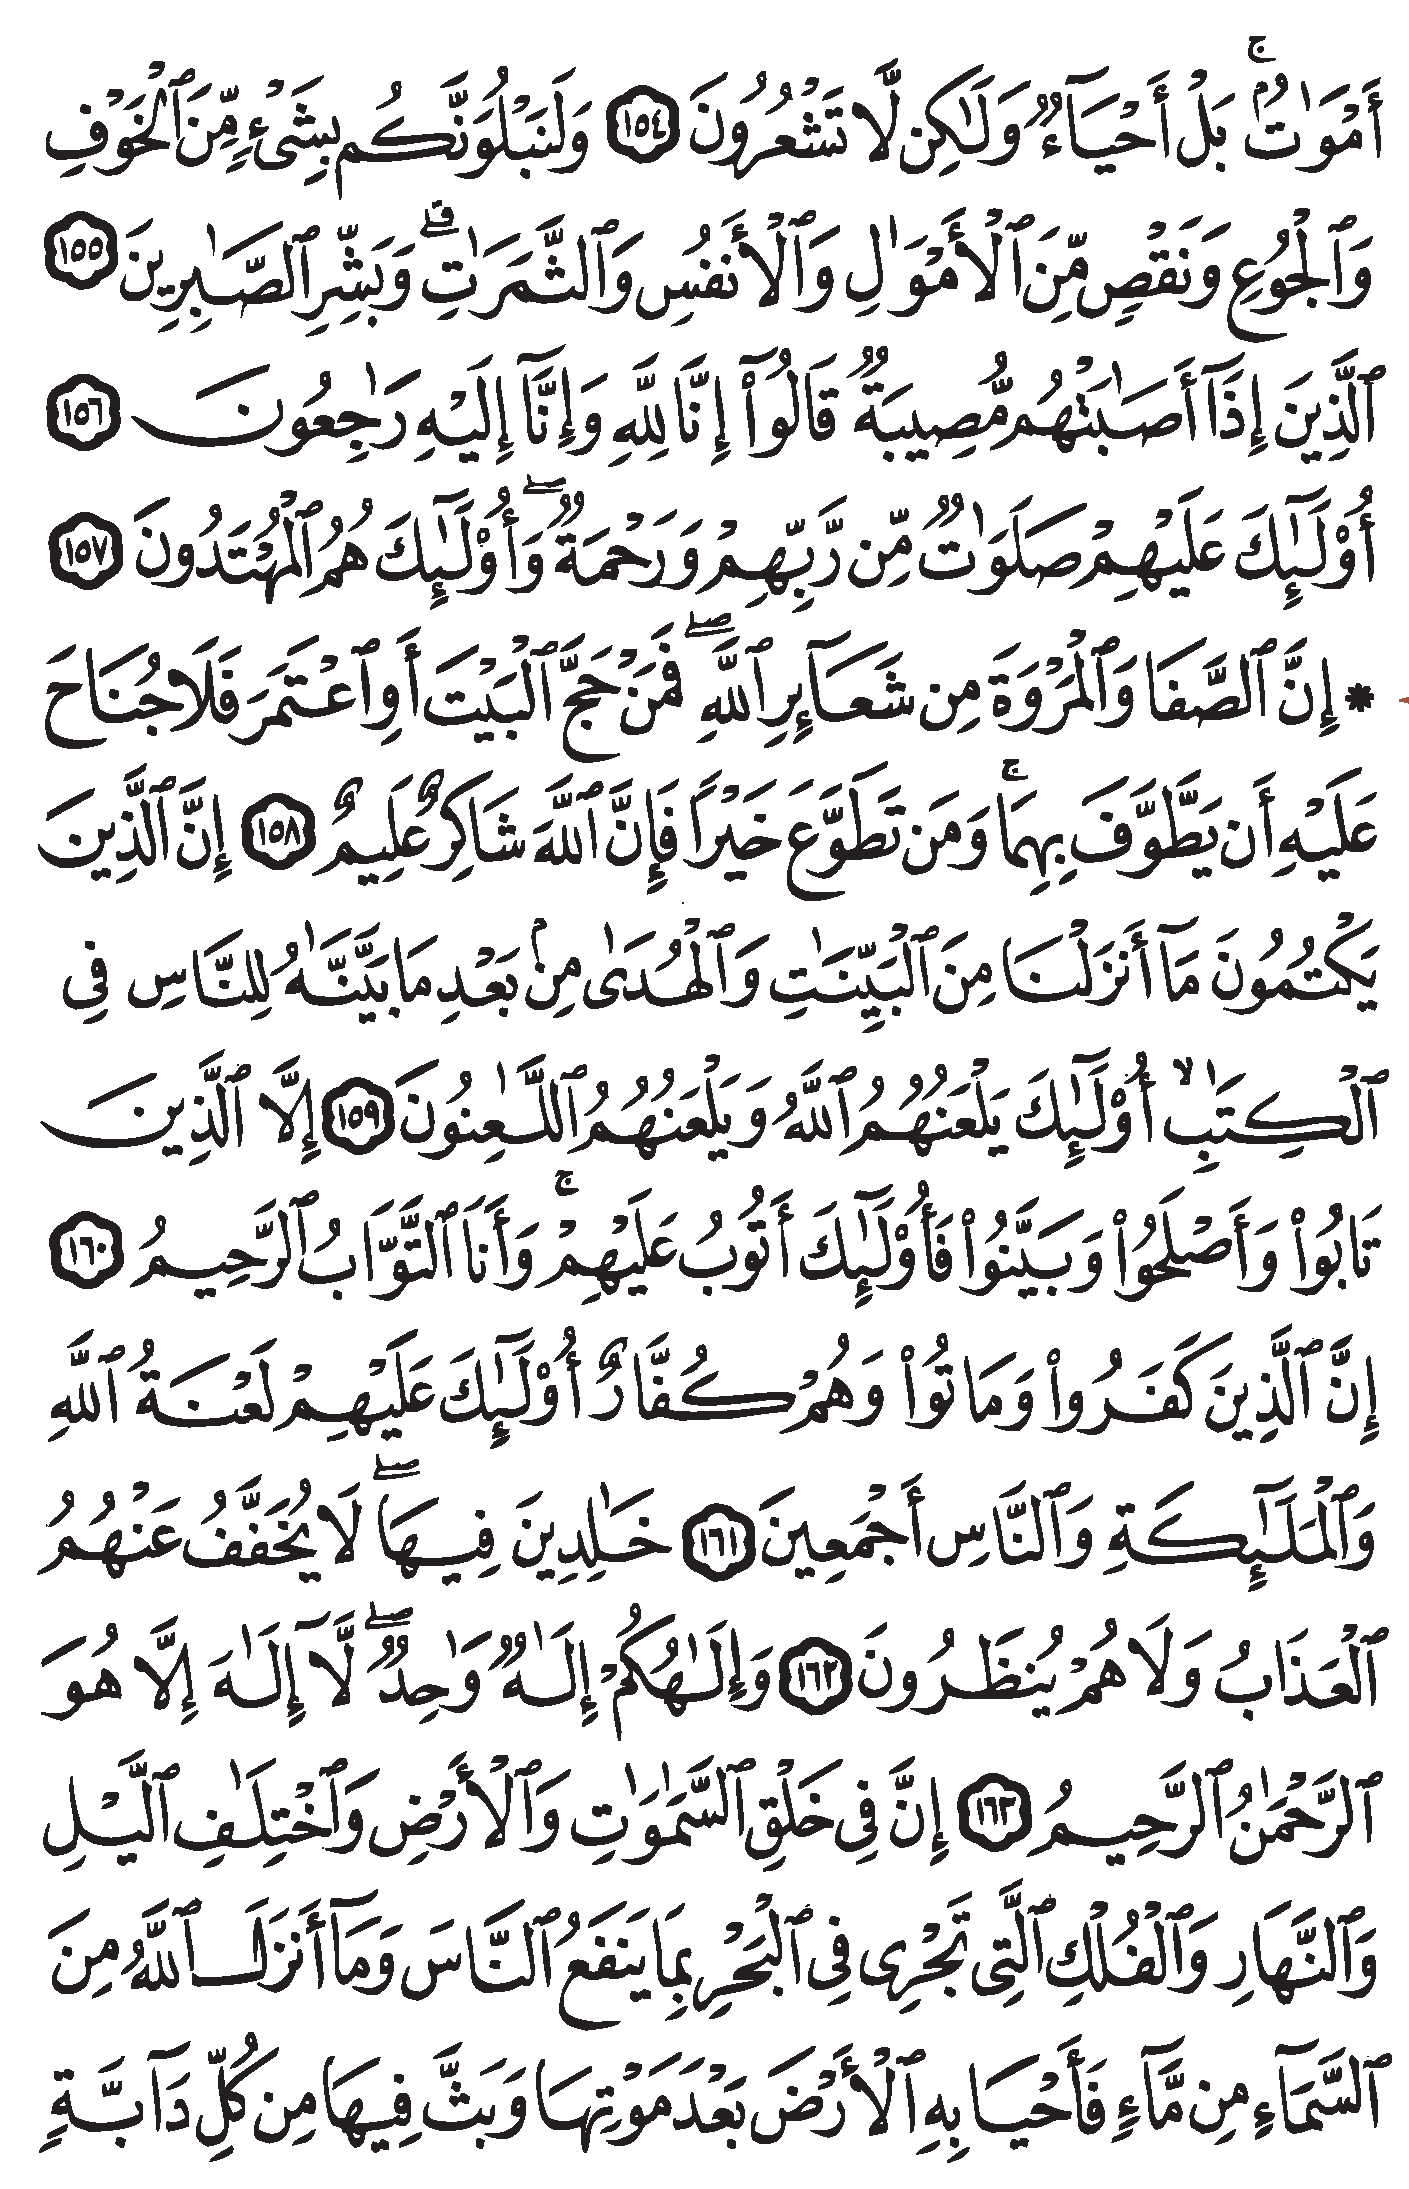 أَمْوَٰتُۢ ۚ بَلْ أَحْيَآءٌ وَلَٰكِن لَّا تَشْعُرُونَ ١٥٤ وَلَنَبْلُوَنَّكُم بِشَىْءٍ مِّنَ ٱلْخَوْفِ
وَٱلْجُوعِ وَنَقْصٍ مِّنَ ٱلْأَمْوَٰلِ وَٱلْأَنفُسِ وَٱلثَّمَرَٰتِ ۗ وَبَشِّرِ ٱلصَّٰبِرِينَ ١٥٥
ٱلَّذِينَ إِذَآ أَصَٰبَتْهُم مُّصِيبَةٌ قَالُوٓا۟ إِنَّا لِلَّهِ وَإِنَّآ إِلَيْهِ رَٰجِعُونَ ١٥٦
أُو۟لَٰٓئِكَ عَلَيْهِمْ صَلَوَٰتٌ مِّن رَّبِّهِمْ وَرَحْمَةٌ ۖ وَأُو۟لَٰٓئِكَ هُمُ ٱلْمُهْتَدُونَ ١٥٧
* إِنَّ ٱلصَّفَا وَٱلْمَرْوَةَ مِن شَعَآئِرِ ٱللَّهِ ۖ فَمَنْ حَجَّ ٱلْبَيْتَ أَوِ ٱعْتَمَرَ فَلَا جُنَاحَ
عَلَيْهِ أَن يَطَّوَّفَ بِهِمَا ۚ وَمَن تَطَوَّعَ خَيْرًا فَإِنَّ ٱللَّهَ شَاكِرٌ عَلِيمٌ ١٥٨ إِنَّ ٱلَّذِينَ
يَكْتُمُونَ مَآ أَنزَلْنَا مِنَ ٱلْبَيِّنَٰتِ وَٱلْهُدَىٰ مِنۢ بَعْدِ مَا بَيَّنَّٰهُ لِلنَّاسِ فِى
ٱلْكِتَٰبِ ۙ أُو۟لَٰٓئِكَ يَلْعَنُهُمُ ٱللَّهُ وَيَلْعَنُهُمُ ٱللَّٰعِنُونَ ١٥٩ إِلَّا ٱلَّذِينَ
تَابُوا۟ وَأَصْلَحُوا۟ وَبَيَّنُوا۟ فَأُو۟لَٰٓئِكَ أَتُوبُ عَلَيْهِمْ ۚ وَأَنَا ٱلتَّوَّابُ ٱلرَّحِيمُ ١٦٠
إِنَّ ٱلَّذِينَ كَفَرُوا۟ وَمَاتُوا۟ وَهُمْ كُفَّارٌ أُو۟لَٰٓئِكَ عَلَيْهِمْ لَعْنَةُ ٱللَّهِ
وَٱلْمَلَٰٓئِكَةِ وَٱلنَّاسِ أَجْمَعِينَ ١٦١ خَٰلِدِينَ فِيهَا ۖ لَا يُخَفَّفُ عَنْهُمُ
ٱلْعَذَابُ وَلَا هُمْ يُنظَرُونَ ١٦٢ وَإِلَٰهُكُمْ إِلَٰهٌ وَٰحِدٌ ۖ لَّآ إِلَٰهَ إِلَّا هُوَ
ٱلرَّحْمَٰنُ ٱلرَّحِيمُ ١٦٣ إِنَّ فِى خَلْقِ ٱلسَّمَٰوَٰتِ وَٱلْأَرْضِ وَٱخْتِلَٰفِ ٱلَّيْلِ
وَٱلنَّهَارِ وَٱلْفُلْكِ ٱلَّتِى تَجْرِى فِى ٱلْبَحْرِ بِمَا يَنفَعُ ٱلنَّاسَ وَمَآ أَنزَلَ ٱللَّهُ مِنَ
ٱلسَّمَآءِ مِن مَّآءٍ فَأَحْيَا بِهِ ٱلْأَرْضَ بَعْدَ مَوْتِهَا وَبَثَّ فِيهَا مِن كُلِّ دَآبَّةٍ